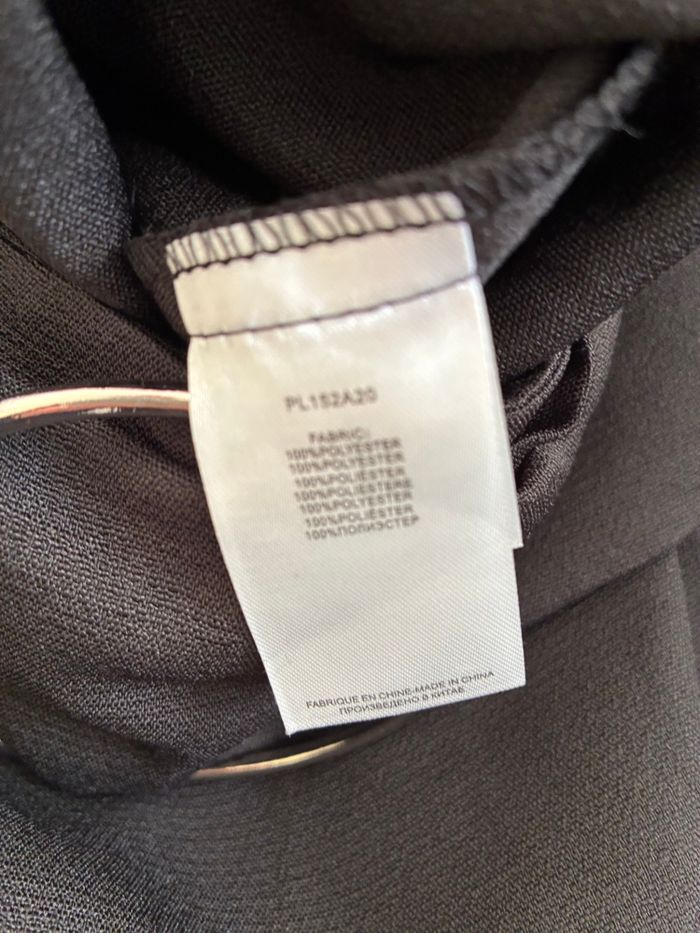 PL152A20
FABRIC:
100%POLYESTER
100%POLYESTER
100%POLIESTER
100%POLIESTERE
100%POLYESTER
100%POLIÉSTER
100%ПОЛИЭСТЕР
FABRIQUE EN CHINE-MADE IN CHINA
ПРОИЗВЕДЕНО В КИТАЕ